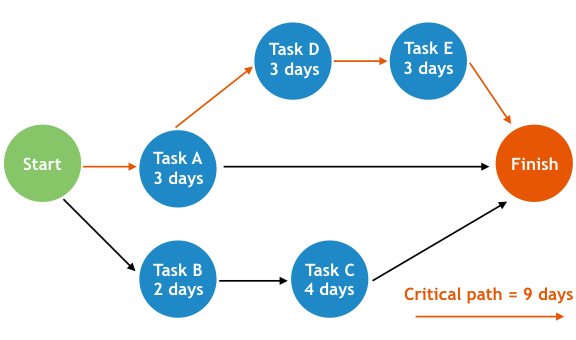 Task D
3 days
Task E
3 days
Start
Task A
3 days
Finish
Task B
2 days
Task C
4 days
Critical path = 9 days